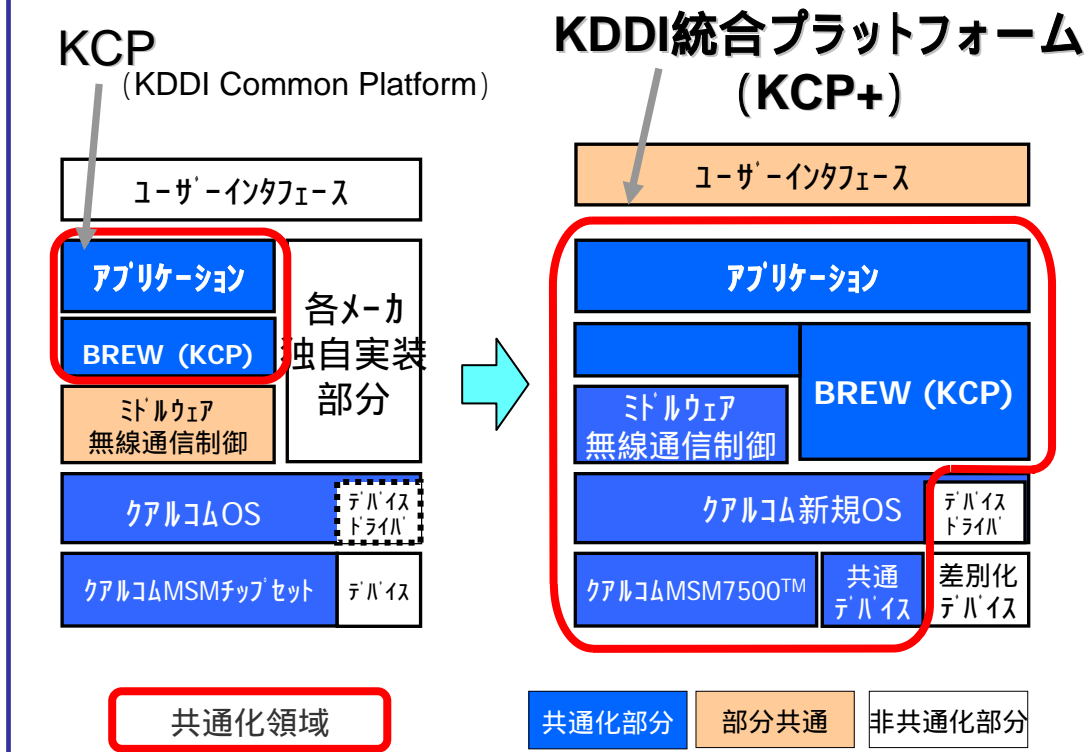 KCP
（KDDI Common Platform）
KDDI統合プラットフォーム
（KCP+）
ﾕｰｻﾞｰｲﾝﾀﾌｪｰｽ
ｱﾌﾟﾘｹｰｼｮﾝ
BREW (KCP)
各ﾒｰｶ
独自実装
部分
ﾐﾄﾞﾙｳｪｱ
無線通信制御
ｸｱﾙｺﾑOS
ﾃﾞﾊﾞｲｽ
ﾄﾞﾗｲﾊﾞ
ｸｱﾙｺﾑMSMﾁｯﾌﾟｾｯﾄ
ﾃﾞﾊﾞｲｽ
ﾕｰｻﾞｰｲﾝﾀﾌｪｰｽ
ｱﾌﾟﾘｹｰｼｮﾝ
BREW (KCP)
ﾐﾄﾞﾙｳｪｱ
無線通信制御
ｸｱﾙｺﾑ新規OS
ﾃﾞﾊﾞｲｽ
ﾄﾞﾗｲﾊﾞ
ｸｱﾙｺﾑMSM7500TM
共通
ﾃﾞﾊﾞｲｽ
差別化
ﾃﾞﾊﾞｲｽ
共通化領域
共通化部分
部分共通
非共通化部分